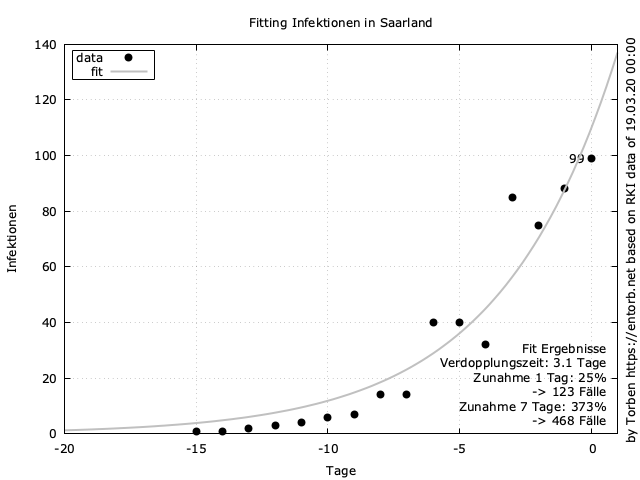 Fitting Infektionen in Saarland
140
120
100
80
60
40
20
0
Infektionen
data
fit
99
Fit Ergebnisse
Verdopplungszeit: 3.1 Tage
Zunahme 1 Tag: 25%
-> 123 Fälle
Zunahme 7 Tage: 373%
-> 468 Fälle
-20 -15 -10 -5 0
Tage
by Torben https://entorb.net based on RKI data of 19.03.20 00:00